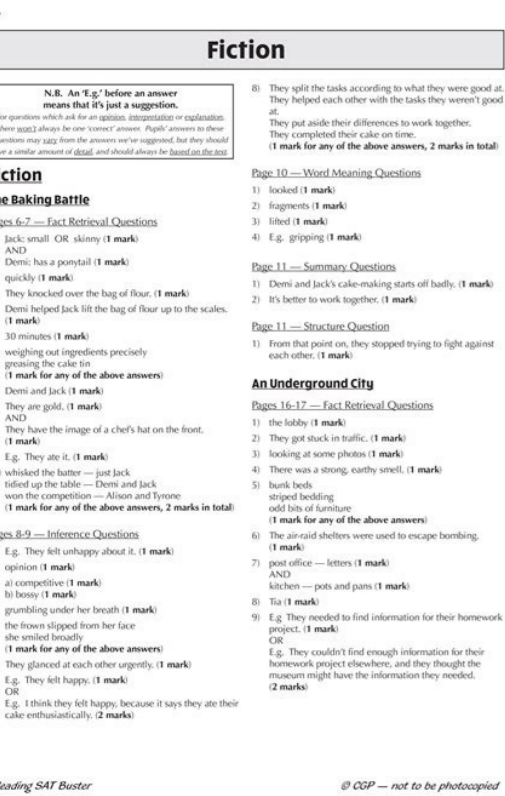 Fiction
N.B. An 'E.g.' before an answer
means that it's just a suggestion.
or questions which ask for an opinion, interpretation or explanation,
here won't always be one 'correct' answer. Pupils' answers to these
uestions may vary from the answers we've suggested, but they should
ve a similar amount of detail, and should always be based on the text.
ction
e Baking Battle
ges 6-7 — Fact Retrieval Questions
Jack: small OR skinny (1 mark)
AND
Demi: has a ponytail (1 mark)
quickly (1 mark)
They knocked over the bag of flour. (1 mark)
Demi helped Jack lift the bag of flour up to the scales.
(1 mark)
30 minutes (1 mark)
weighing out ingredients precisely
greasing the cake tin
(1 mark for any of the above answers)
Demi and Jack (1 mark)
They are gold. (1 mark)
AND
They have the image of a chef's hat on the front.
(1 mark)
E.g. They ate it. (1 mark)
) whisked the batter — just Jack
tidied up the table — Demi and Jack
won the competition — Alison and Tyrone
(1 mark for any of the above answers, 2 marks in total)
ges 8-9 — Inference Questions
E.g. They felt unhappy about it. (1 mark)
opinion (1 mark)
a) competitive (1 mark)
b) bossy (1 mark)
grumbling under her breath (1 mark)
the frown slipped from her face
she smiled broadly
(1 mark for any of the above answers)
They glanced at each other urgently. (1 mark)
E.g. They felt happy. (1 mark)
OR
E.g. I think they felt happy, because it says they ate their
cake enthusiastically. (2 marks)
8) They split the tasks according to what they were good at.
They helped each other with the tasks they weren't good
at.
They put aside their differences to work together.
They completed their cake on time.
(1 mark for any of the above answers, 2 marks in total)
Page 10 — Word Meaning Questions
1) looked (1 mark)
2) fragments (1 mark)
3) lifted (1 mark)
4) E.g. gripping (1 mark)
Page 11 — Summary Questions
1) Demi and Jack's cake-making starts off badly. (1 mark)
2) It's better to work together. (1 mark)
Page 11 — Structure Question
1) From that point on, they stopped trying to fight against
each other. (1 mark)
An Underground City
Pages 16-17 — Fact Retrieval Questions
1) the lobby (1 mark)
2) They got stuck in traffic. (1 mark)
3) looking at some photos (1 mark)
4) There was a strong, earthy smell. (1 mark)
5) bunk beds
striped bedding
odd bits of furniture
(1 mark for any of the above answers)
6) The air-raid shelters were used to escape bombing.
(1 mark)
7) post office — letters (1 mark)
AND
kitchen — pots and pans (1 mark)
8) Tia (1 mark)
9) E.g They needed to find information for their homework
project. (1 mark)
OR
E.g. They couldn't find enough information for their
homework project elsewhere, and they thought the
museum might have the information they needed.
(2 marks)
eading SAT Buster
© CGP — not to be photocopied